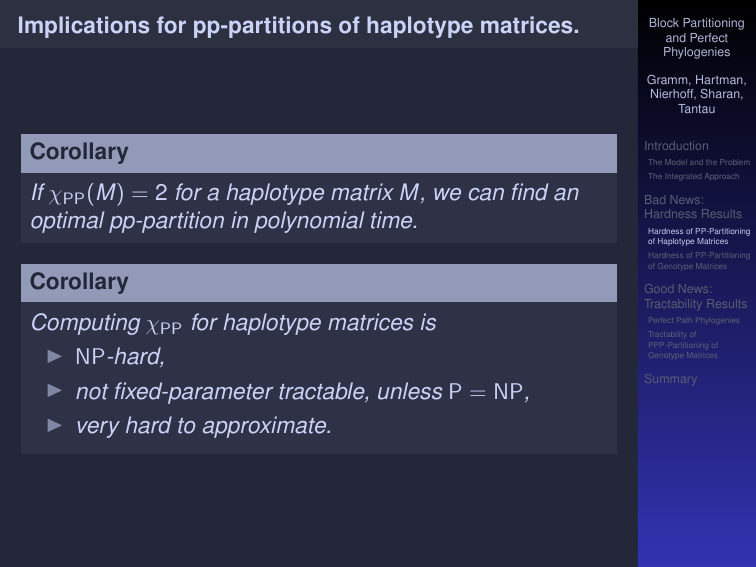 Implications for pp-partitions of haplotype matrices.
Corollary
If χPP(M) = 2 for a haplotype matrix M, we can find an
optimal pp-partition in polynomial time.
Corollary
Computing χPP for haplotype matrices is
▶ NP-hard,
▶ not fixed-parameter tractable, unless P = NP,
▶ very hard to approximate.
Block Partitioning
and Perfect
Phylogenies
Gramm, Hartman,
Nierhoff, Sharan,
Tantau
Introduction
The Model and the Problem
The Integrated Approach
Bad News:
Hardness Results
Hardness of PP-Partitioning
of Haplotype Matrices
Hardness of PP-Partitioning
of Genotype Matrices
Good News:
Tractability Results
Perfect Path Phylogenies
Tractability of
PPP-Partitioning of
Genotype Matrices
Summary